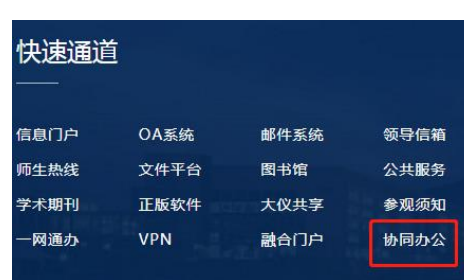 快速通道
信息门户 OA系统 邮件系统 领导信箱
师生热线 文件平台 图书馆 公共服务
学术期刊 正版软件 大仪共享 参观须知
一网通办 VPN 融合门户 协同办公